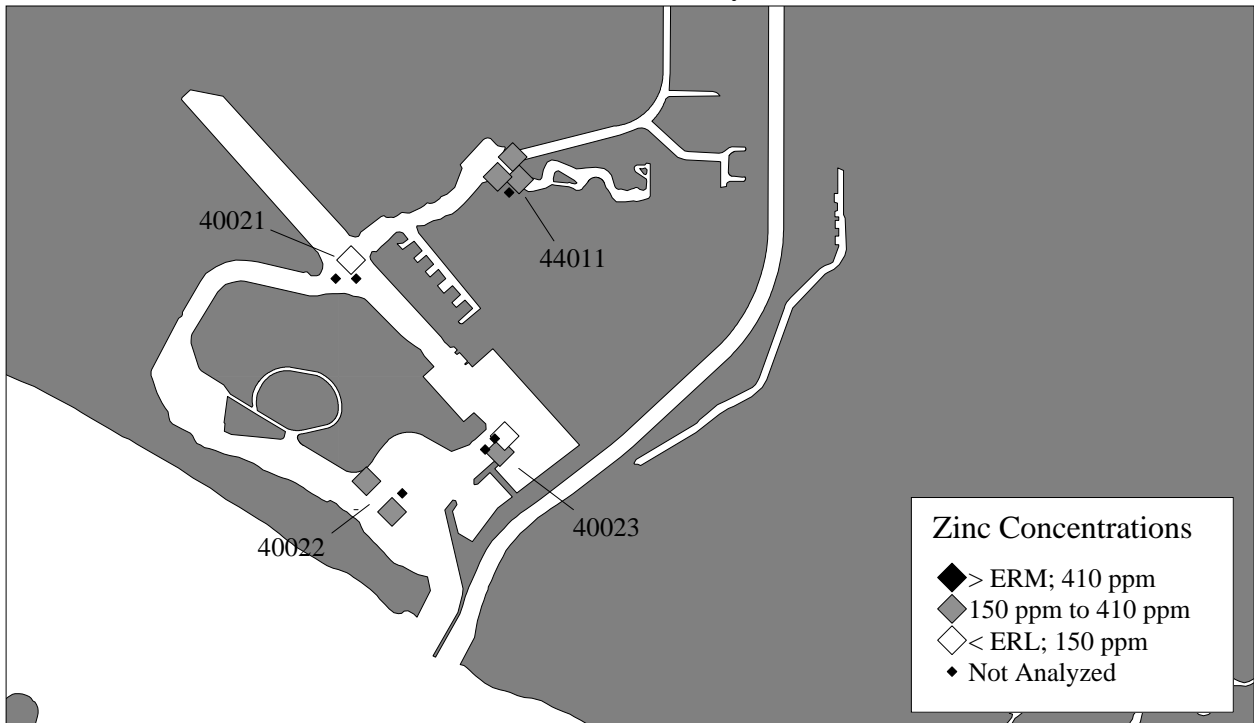 40021
44011
40023
40022
Zinc Concentrations
> ERM; 410 ppm
150 ppm to 410 ppm
< ERL; 150 ppm
Not Analyzed